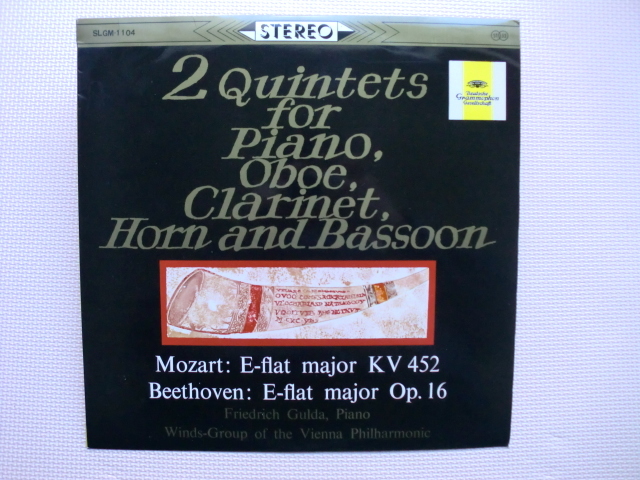 SLGM-1104
STEREO
2 Quintets
for
Piano,
Oboe,
Clarinet,
Horn and Bassoon
Deutsche
Grammophon
Gesellschaft
Mozart: E-flat major KV 452
Beethoven: E-flat major Op. 16
Friedrich Gulda, Piano
Winds-Group of the Vienna Philharmonic